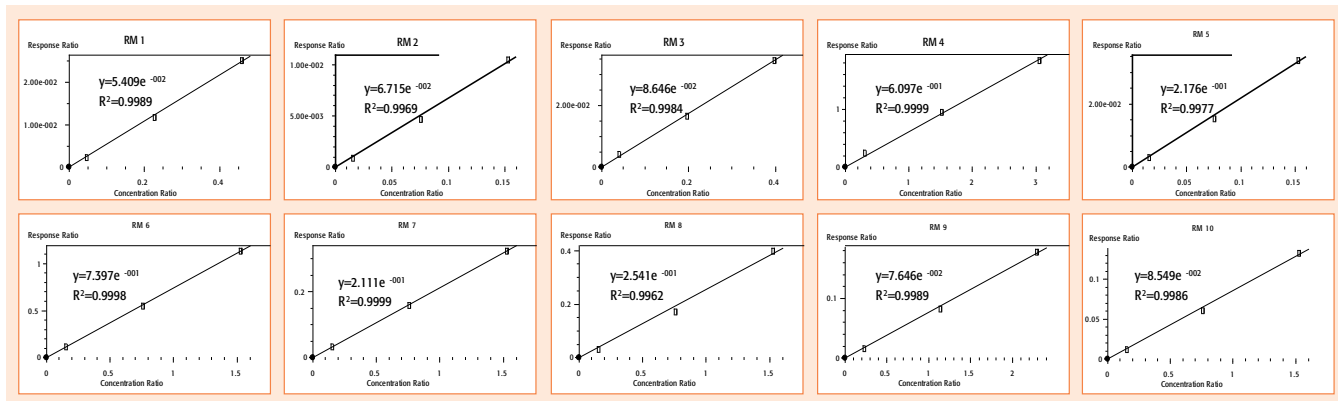 RM 1
Response Ratio
2.00e-002
y=5.409e -002
R²=0.9989
1.00e-002
0
0 0.2 0.4
Concentration Ratio
RM 2
Response Ratio
1.00e-002
y=6.715e -002
R²=0.9969
5.00e-003
0
0 0.05 0.1 0.15
Concentration Ratio
RM 3
Response Ratio
y=8.646e -002
R²=0.9984
2.00e-002
0
0 0.2 0.4
Concentration Ratio
RM 4
Response Ratio
y=6.097e -001
R²=0.9999
1
0
0 1 2 3
Concentration Ratio
RM 5
Response Ratio
y=2.176e -001
R²=0.9977
2.00e-002
0
0 0.05 0.1 0.15
Concentration Ratio
RM 6
Response Ratio
1
y=7.397e -001
R²=0.9998
0.5
0
0 0.5 1 1.5
Concentration Ratio
RM 7
Response Ratio
y=2.111e -001
R²=0.9999
0.2
0
0 0.5 1 1.5
Concentration Ratio
RM 8
Response Ratio
0.4
y=2.541e -001
R²=0.9962
0.2
0
0 0.5 1 1.5
Concentration Ratio
RM 9
Response Ratio
y=7.646e -002
R²=0.9989
0.1
0
0 1 2
Concentration Ratio
RM 10
Response Ratio
0.1
y=8.549e -002
R²=0.9986
0.05
0
0 0.5 1 1.5
Concentration Ratio